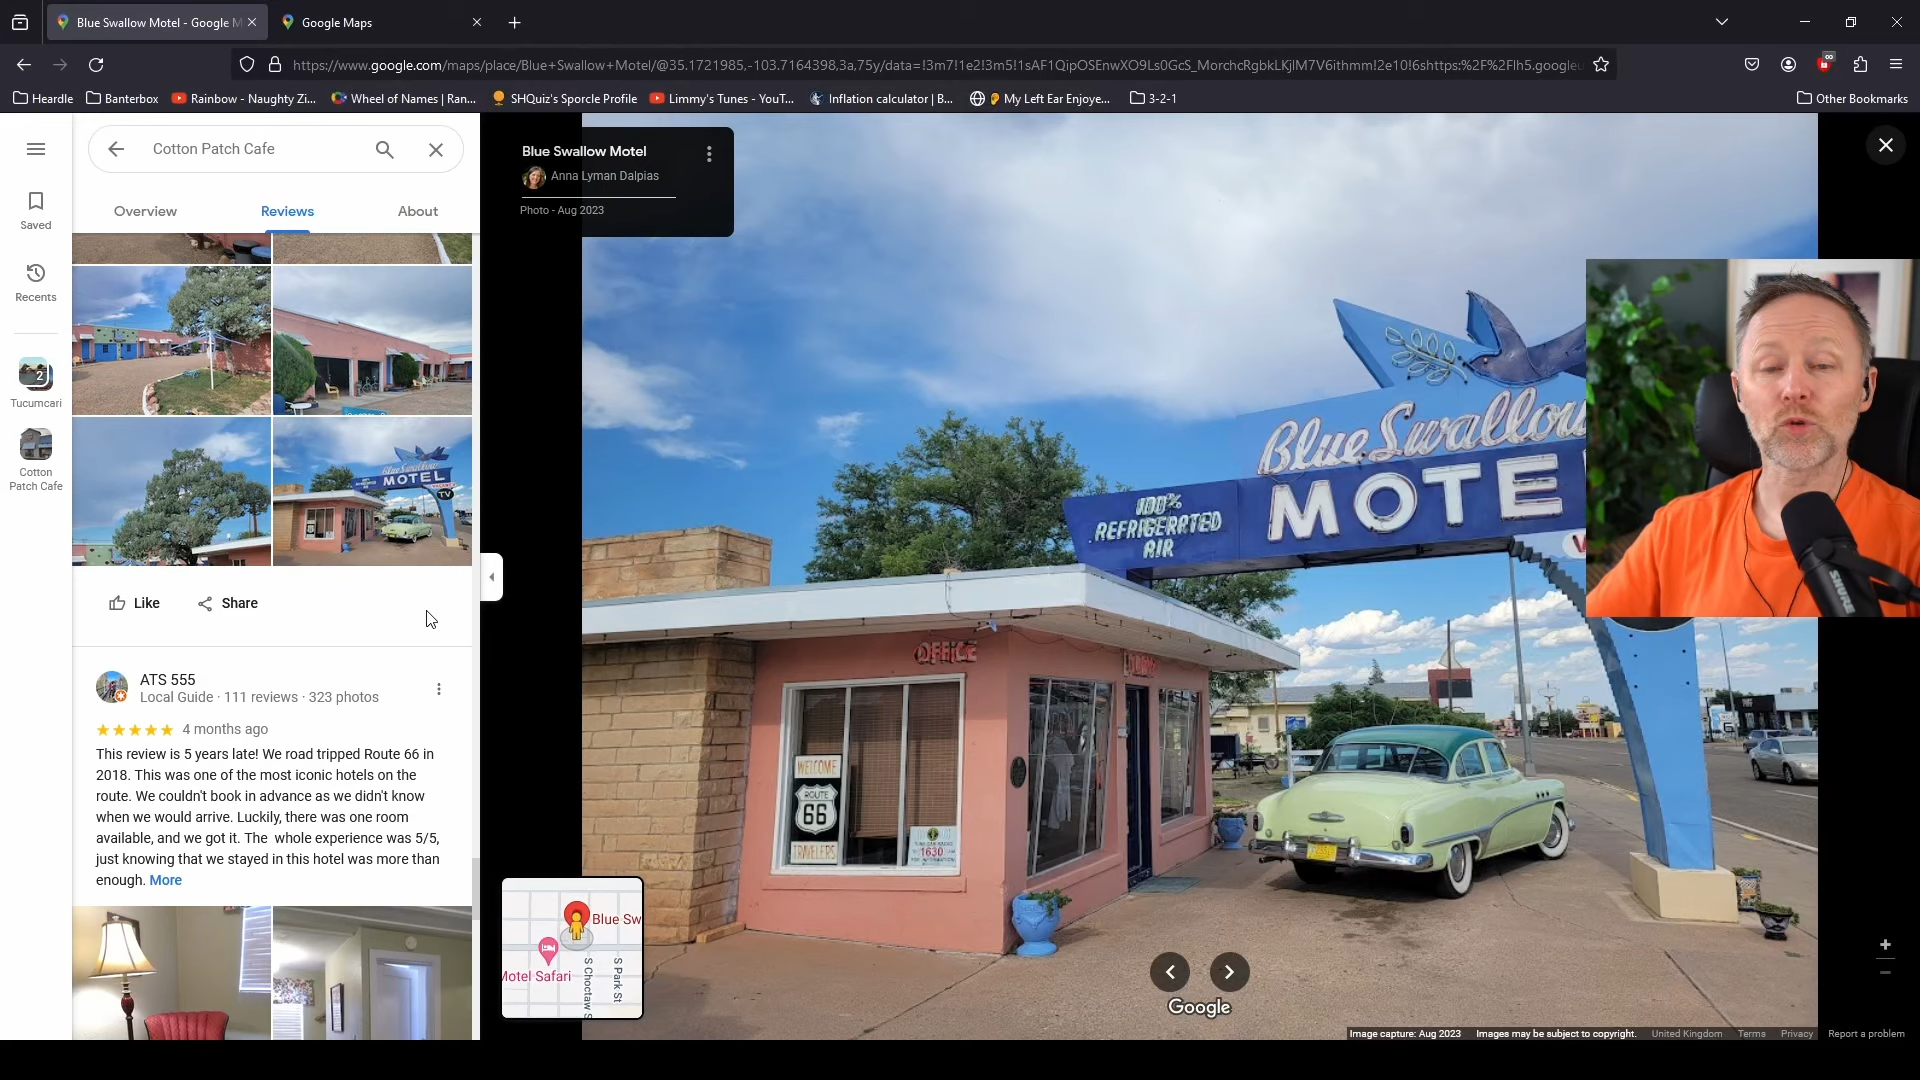 Blue Swallow Motel - Google M
Google Maps
https://www.google.com/maps/place/Blue+Swallow+Motel/@35.1721985,-103.7164398,3a,75y/data=!3m7!1e2!3m5!1sAF1QipOSEnwXO9Ls0GcS_MorchcRgbkLKjlM7V6ithmm!2e10!6shttps:%2F%2Flh5.googleu
Heardle
Banterbox
Rainbow - Naughty Zi...
Wheel of Names | Ran...
SHQuiz's Sporcle Profile
Limmy's Tunes - YouT...
Inflation calculator | B...
My Left Ear Enjoye...
3-2-1
Other Bookmarks
Cotton Patch Cafe
Overview
Reviews
About
Saved
Recents
2
Tucumcari
Cotton
Patch Cafe
Like
Share
ATS 555
Local Guide · 111 reviews · 323 photos
4 months ago
This review is 5 years late! We road tripped Route 66 in
2018. This was one of the most iconic hotels on the
route. We couldn't book in advance as we didn't know
when we would arrive. Luckily, there was one room
available, and we got it. The whole experience was 5/5,
just knowing that we stayed in this hotel was more than
enough. More
Blue Swallow Motel
Anna Lyman Dalpias
Photo - Aug 2023
Blue Swallow
MOTE
100%
REFRIGERATED
AIR
OFFICE
WELCOME
ROUTE
66
TRAVELERS
1630
Blue Swallow
MOTEL
TV
Blue Sw
Motel Safari
S Choctaw S
S Park St
SHURE
Google
Image capture: Aug 2023
Images may be subject to copyright.
United Kingdom
Terms
Privacy
Report a problem